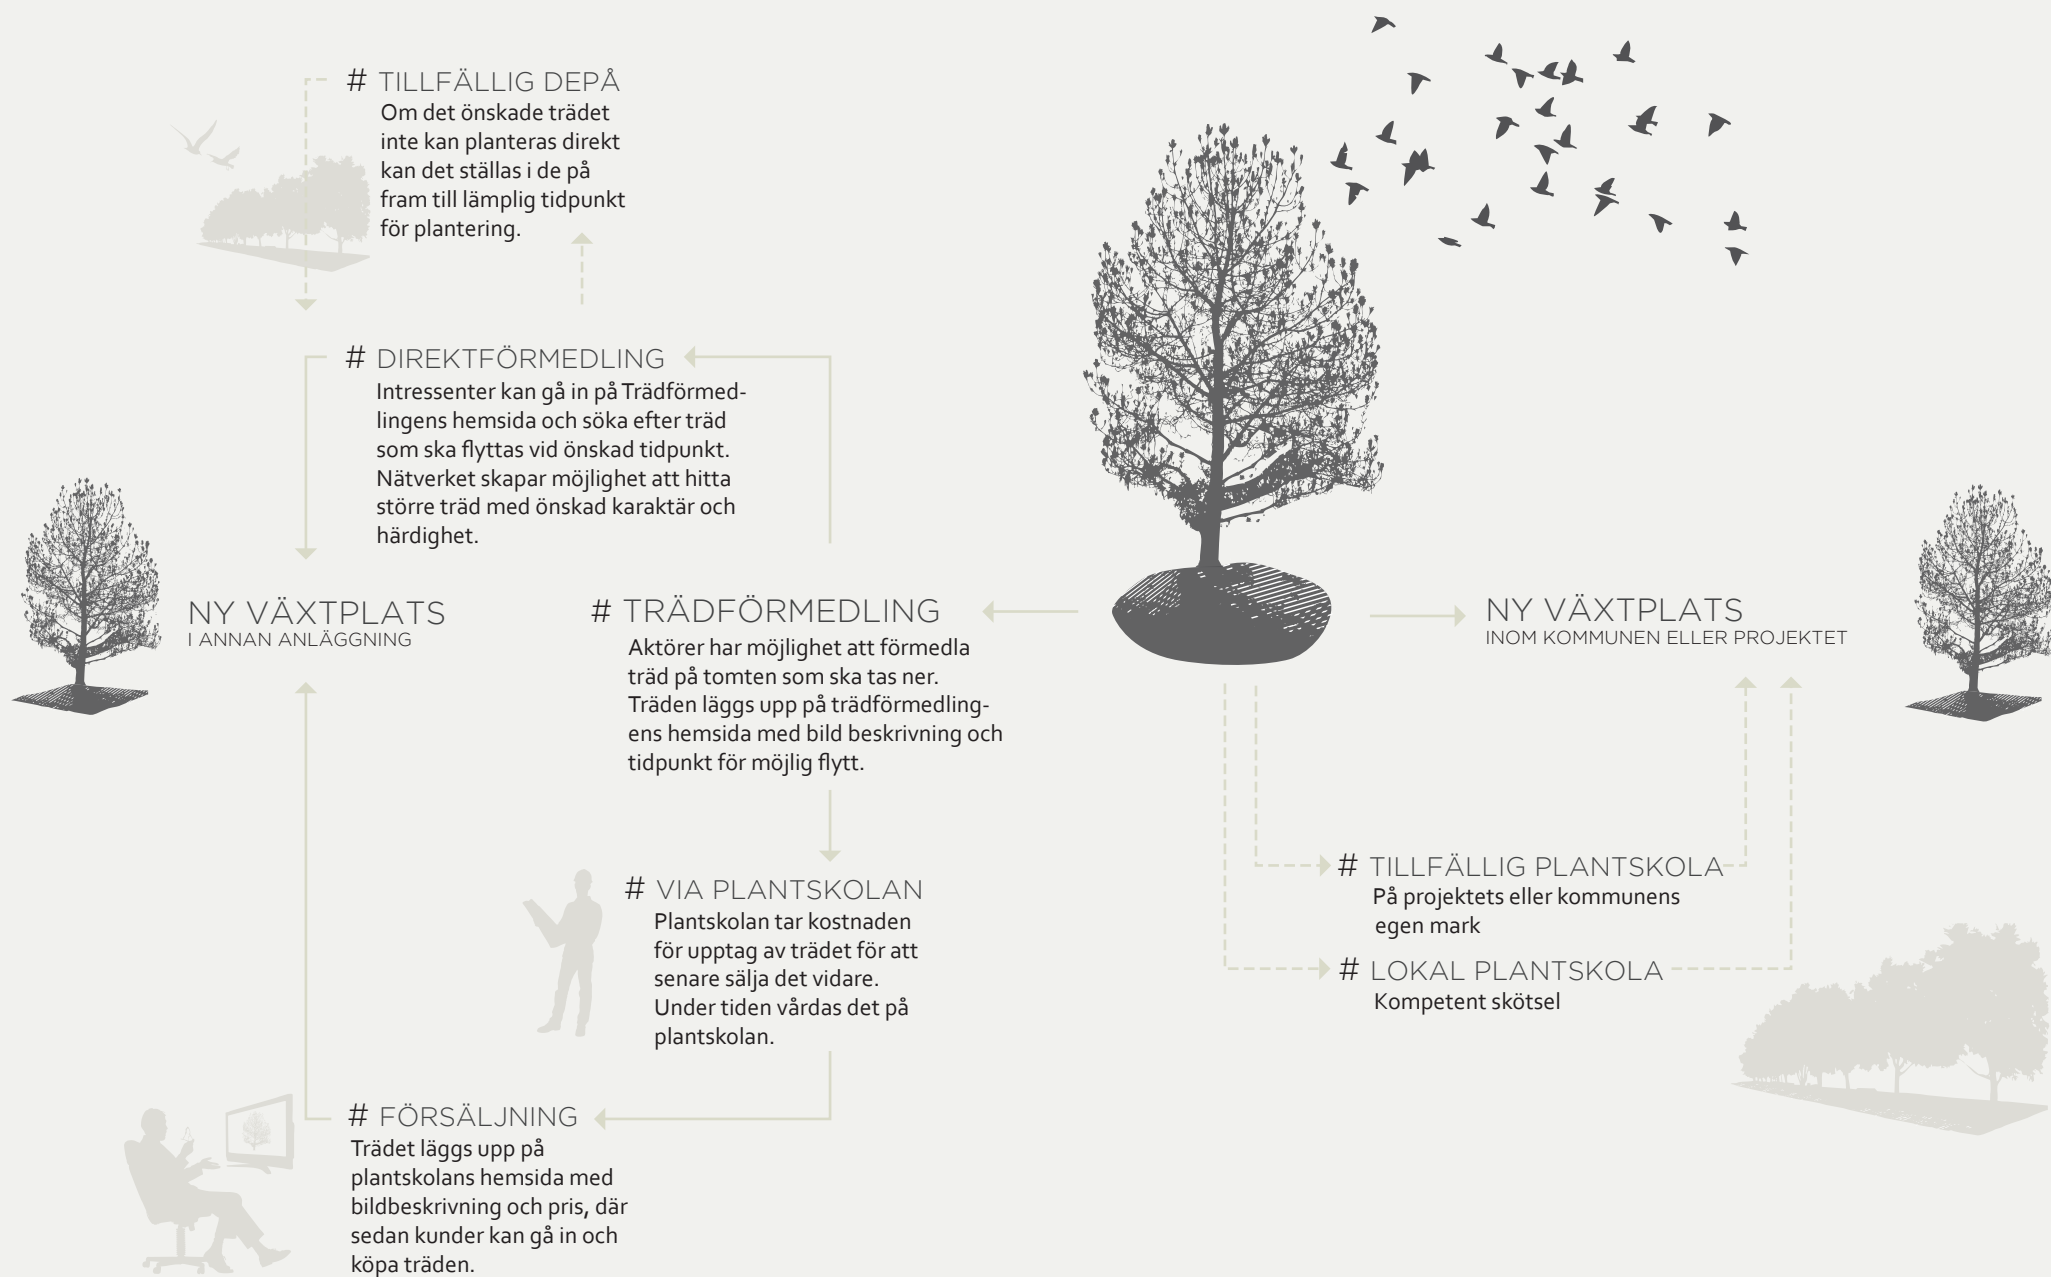 # TILLFÄLLIG DEPÅ
Om det önskade trädet
inte kan planteras direkt
kan det ställas i de på
fram till lämplig tidpunkt
för plantering.
# DIREKTFÖRMEDLING
Intressenter kan gå in på Trädförmed-
lingens hemsida och söka efter träd
som ska flyttas vid önskad tidpunkt.
Nätverket skapar möjlighet att hitta
större träd med önskad karaktär och
härdighet.
NY VÄXTPLATS
I ANNAN ANLÄGGNING
# TRÄDFÖRMEDLING
Aktörer har möjlighet att förmedla
träd på tomten som ska tas ner.
Träden läggs upp på trädförmedling-
ens hemsida med bild beskrivning och
tidpunkt för möjlig flytt.
NY VÄXTPLATS
INOM KOMMUNEN ELLER PROJEKTET
# VIA PLANTSKOLAN
Plantskolan tar kostnaden
för upptag av trädet för att
senare sälja det vidare.
Under tiden vårdas det på
plantskolan.
# TILLFÄLLIG PLANTSKOLA
På projektets eller kommunens
egen mark
# LOKAL PLANTSKOLA
Kompetent skötsel
# FÖRSÄLJNING
Trädet läggs upp på
plantskolans hemsida med
bildbeskrivning och pris, där
sedan kunder kan gå in och
köpa träden.